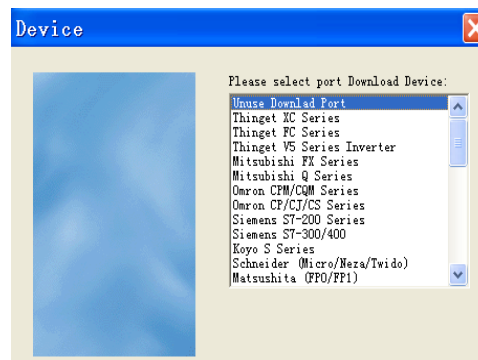 Device
Please select port Download Device:
Unuse Downlad Port
Thinget XC Series
Thinget FC Series
Thinget V5 Series Inverter
Mitsubishi FX Series
Mitsubishi Q Series
Omron CPM/CQM Series
Omron CP/CJ/CS Series
Siemens S7-200 Series
Siemens S7-300/400
Koyo S Series
Schneider (Micro/Neza/Twido)
Matsushita (FP0/FP1)